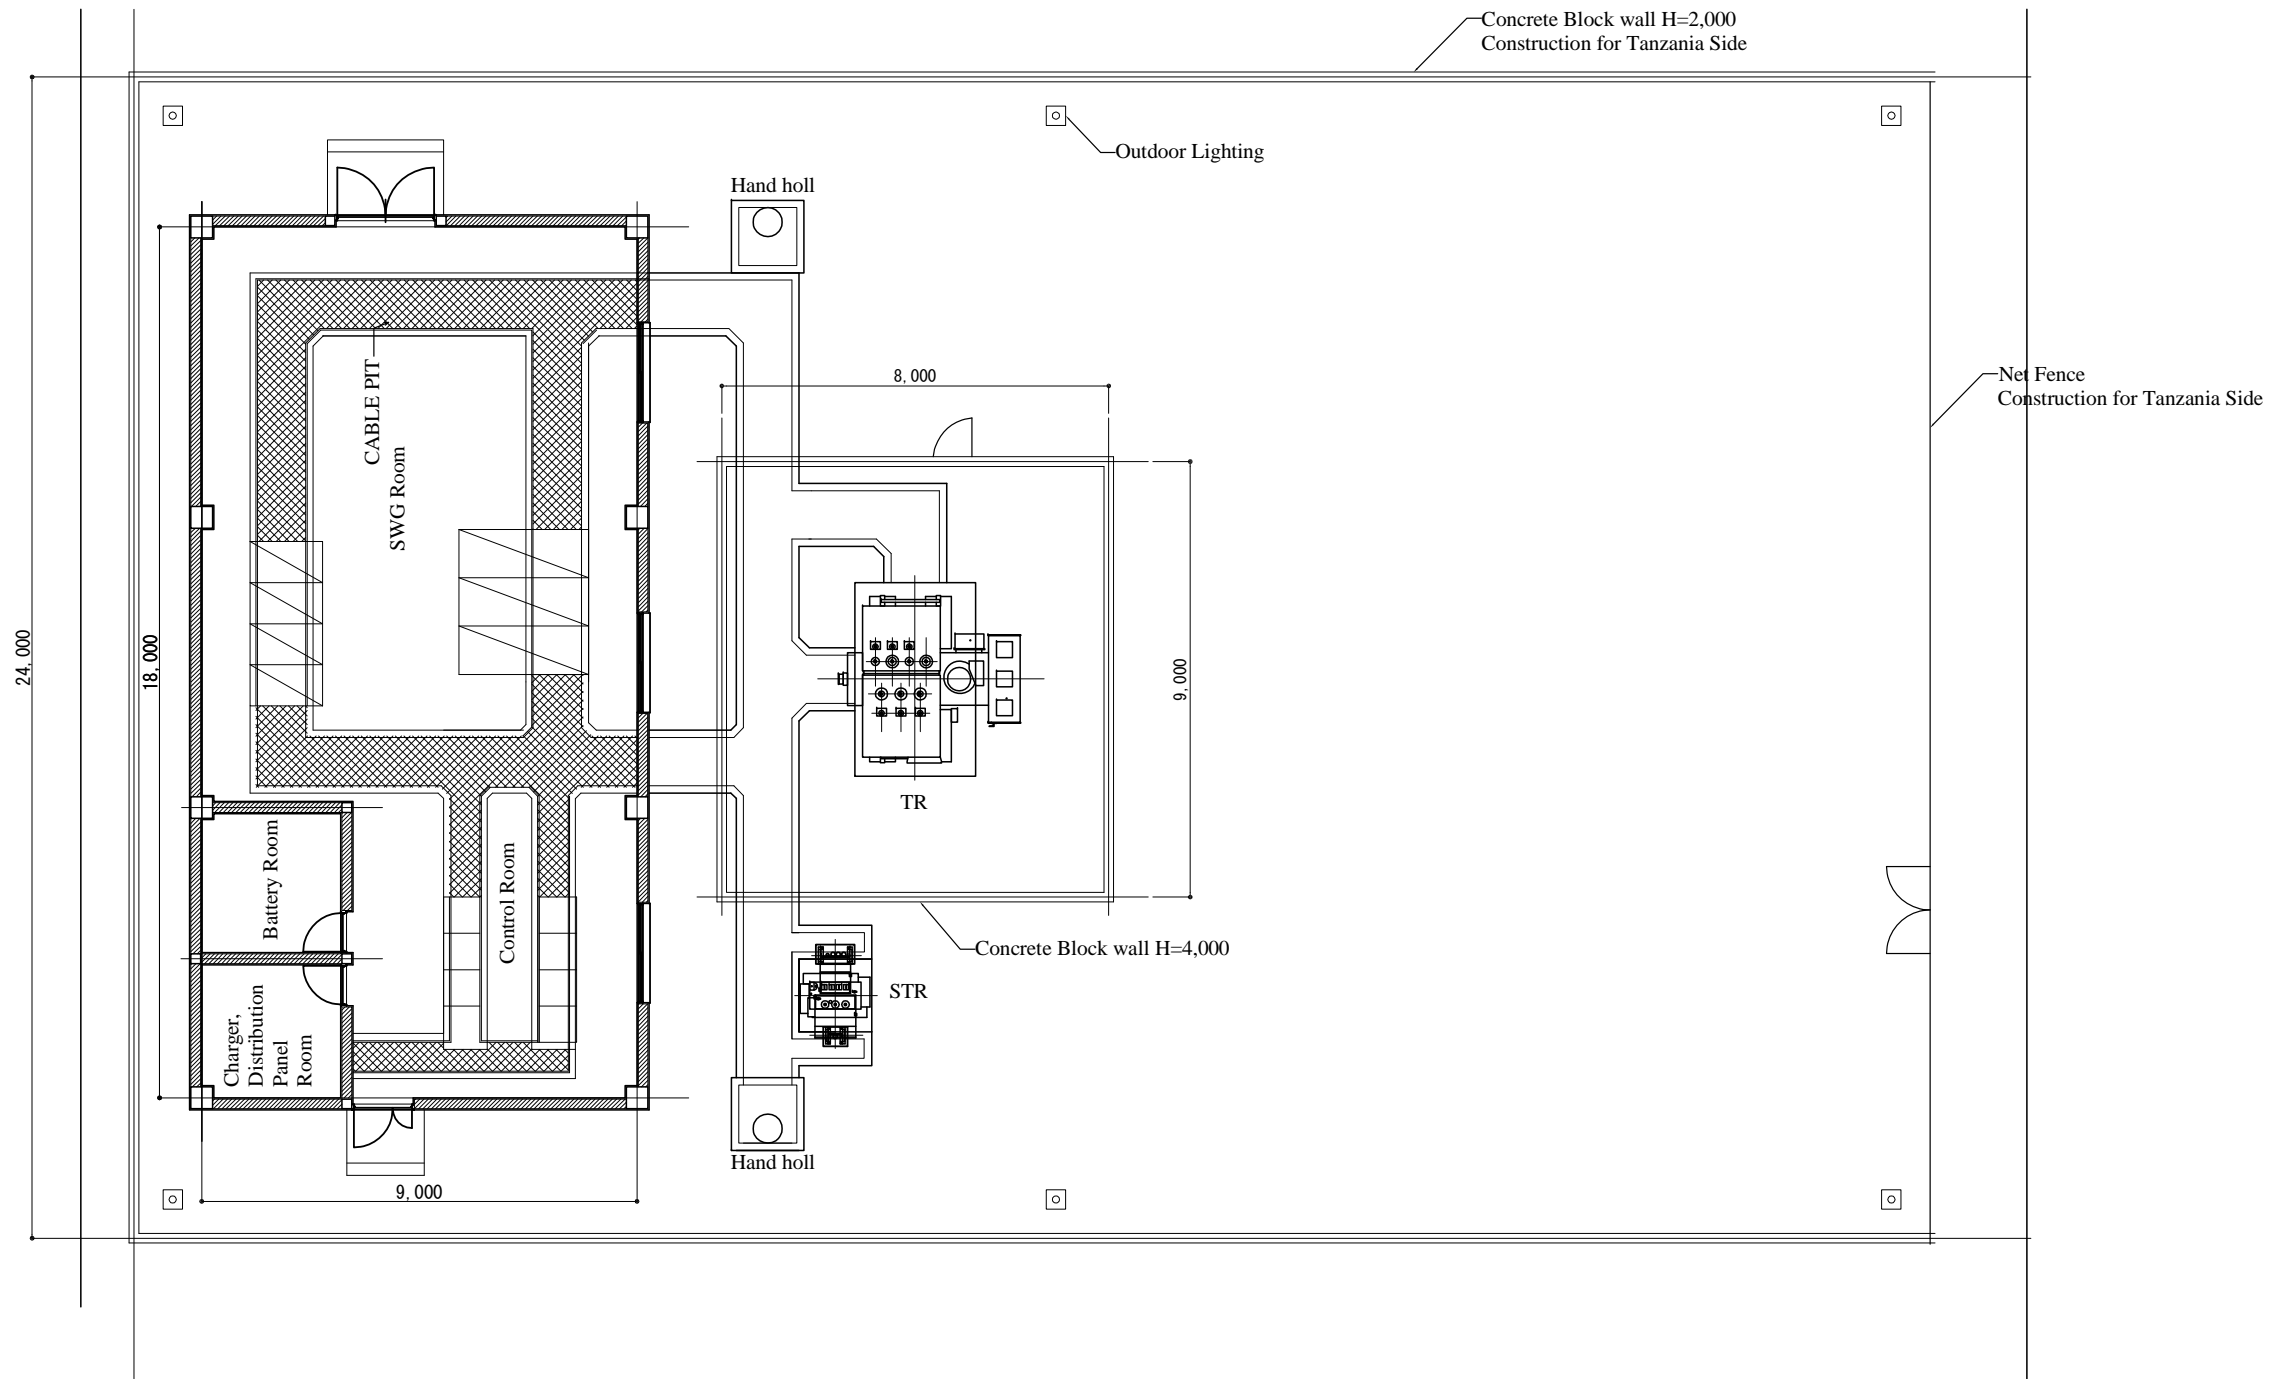 Concrete Block wall H=2,000
Construction for Tanzania Side
Outdoor Lighting
Hand holl
Net Fence
Construction for Tanzania Side
8,000
CABLE PIT
SWG Room
24,000
18,000
9,000
TR
Battery Room
Control Room
Concrete Block wall H=4,000
STR
Charger,
Distribution
Panel
Room
Hand holl
9,000